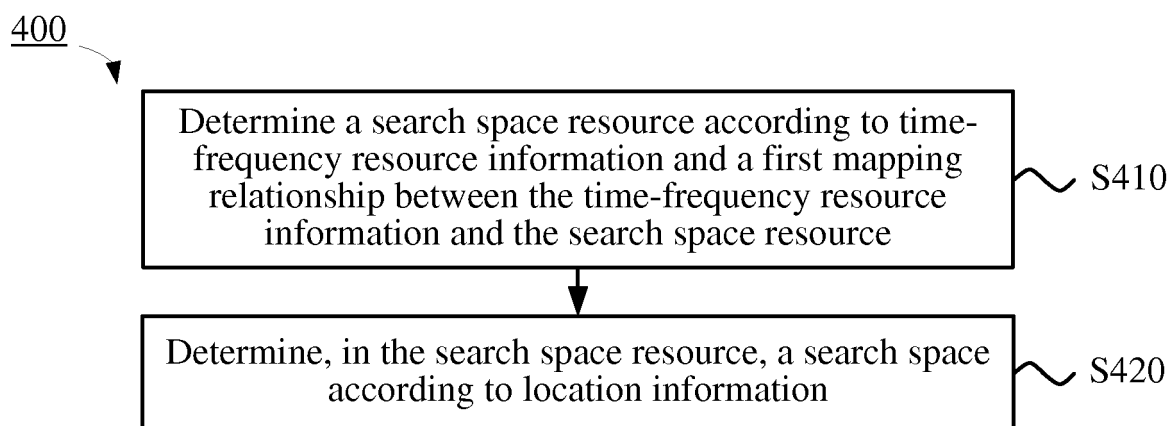 400
Determine a search space resource according to time-
frequency resource information and a first mapping
relationship between the time-frequency resource
information and the search space resource
S410
Determine, in the search space resource, a search space
according to location information
S420